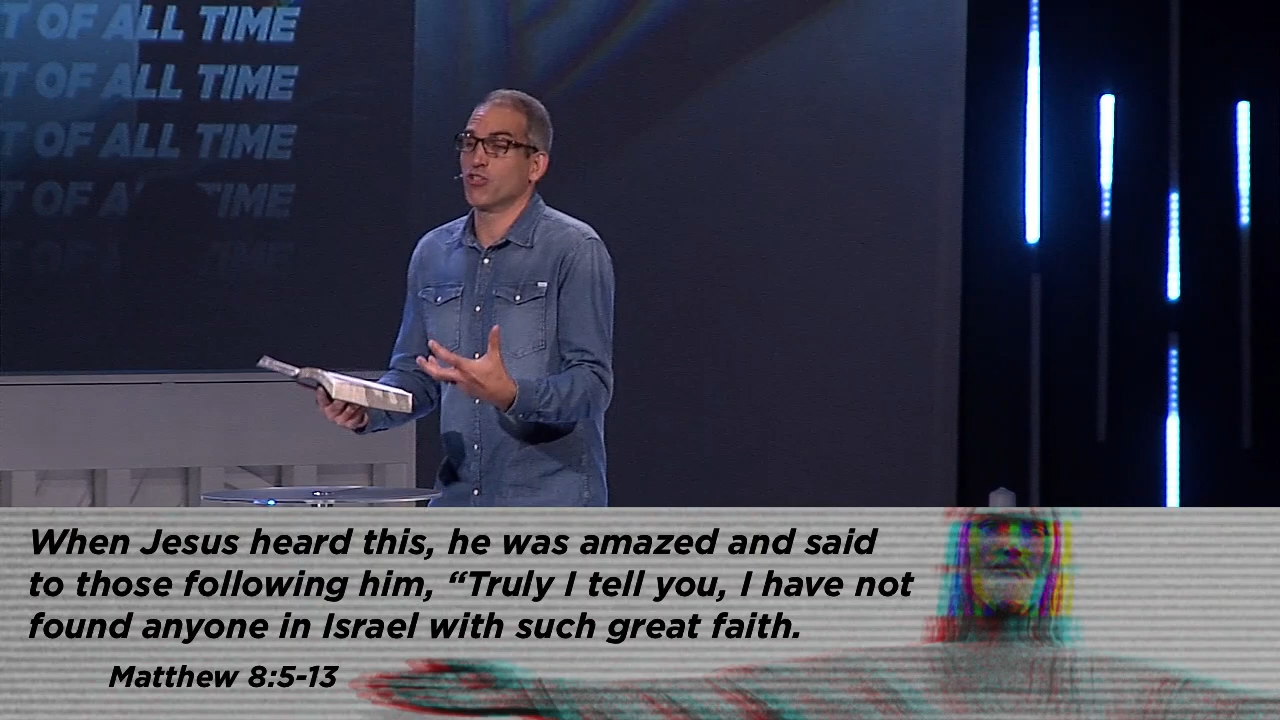 T OF ALL TIME
T OF ALL TIME
T OF ALL TIME
T OF A TIME
When Jesus heard this, he was amazed and said
to those following him, “Truly I tell you, I have not
found anyone in Israel with such great faith.
Matthew 8:5-13